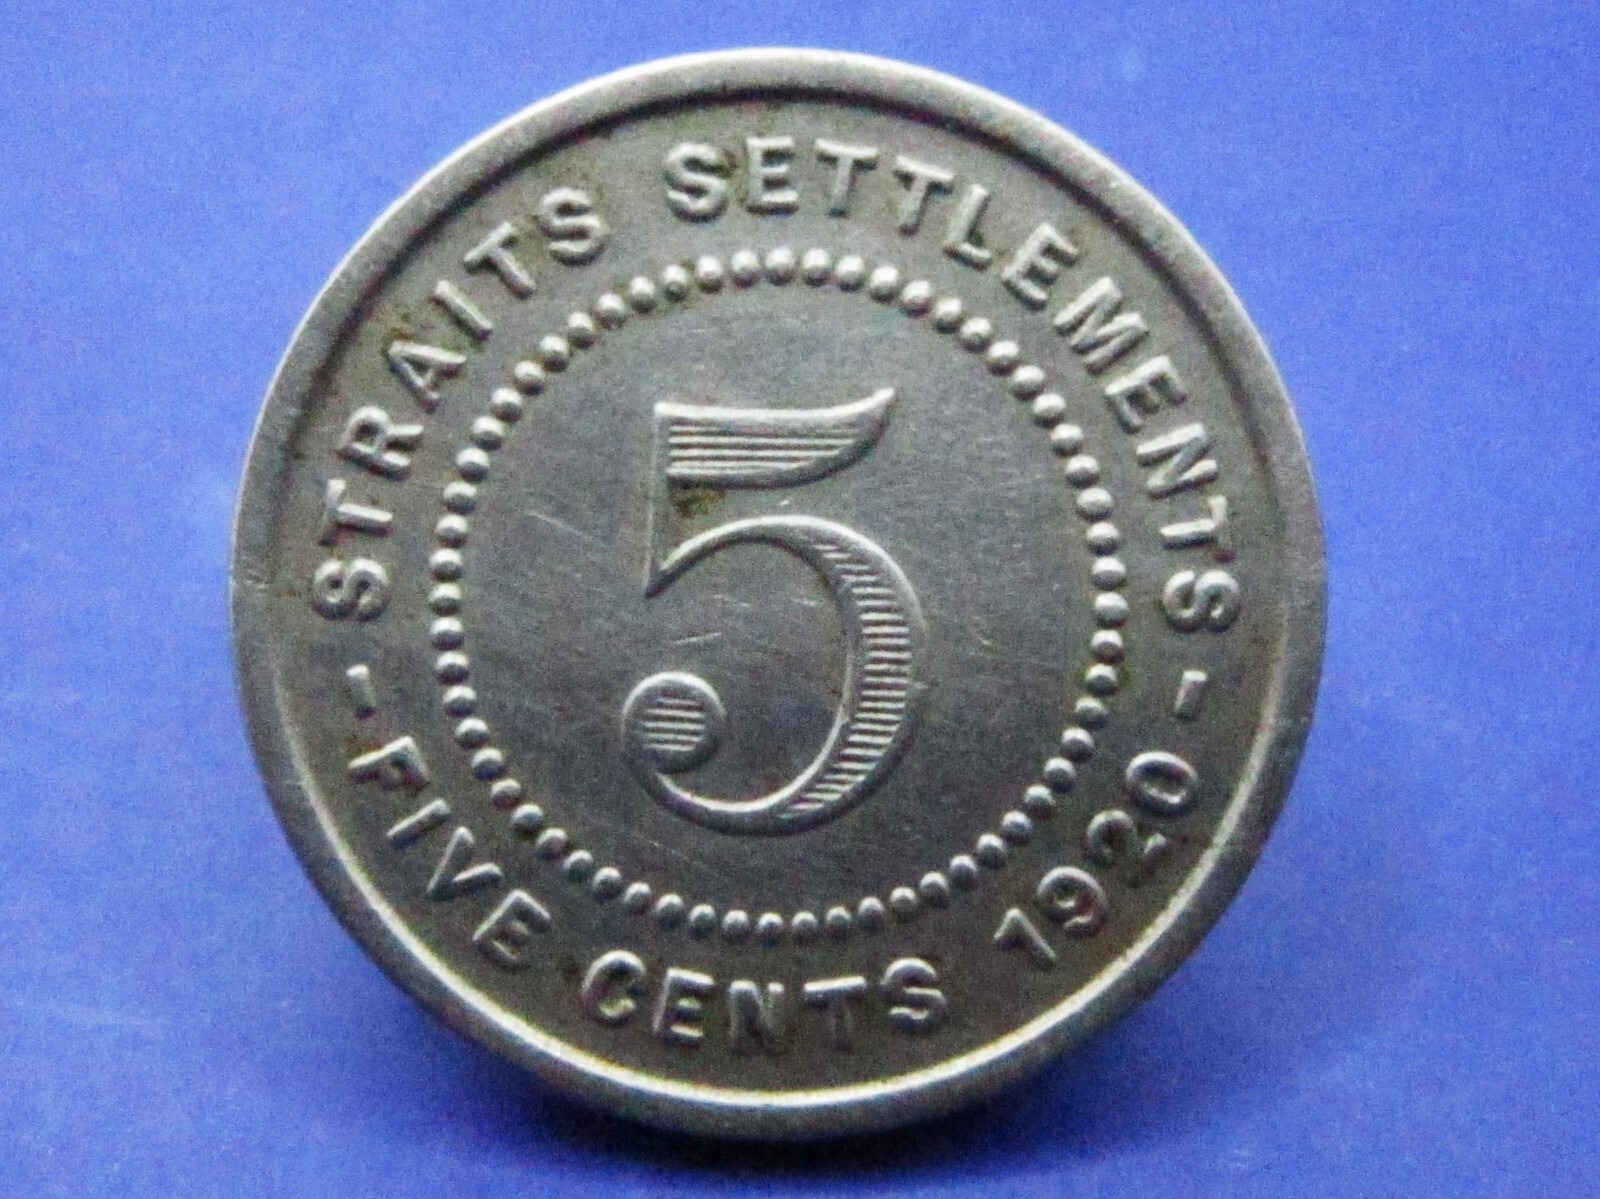 STRAITS SETTLEMENTS
5
- FIVE CENTS 1920 -